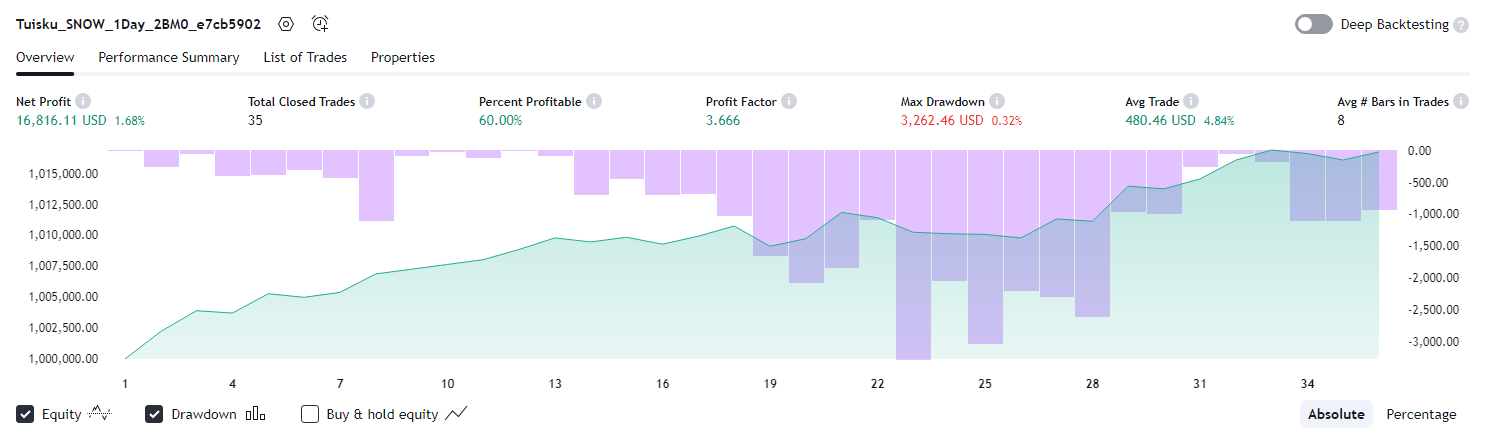 Tuisku_SNOW_1Day_2BM0_e7cb5902 Deep Backtesting ?
Overview Performance Summary List of Trades Properties
Net Profit i Total Closed Trades i Percent Profitable i Profit Factor i Max Drawdown i Avg Trade i Avg # Bars in Trades i
16,816.11 USD 1.68% 35 60.00% 3.666 3,262.46 USD 0.32% 480.46 USD 4.84% 8
0.00
1,015,000.00 -500.00
1,012,500.00 -1,000.00
1,010,000.00 -1,500.00
1,007,500.00 -2,000.00
1,005,000.00 -2,500.00
1,002,500.00 -3,000.00
1,000,000.00
1 4 7 10 13 16 19 22 25 28 31 34
Equity Drawdown Buy & hold equity Absolute Percentage